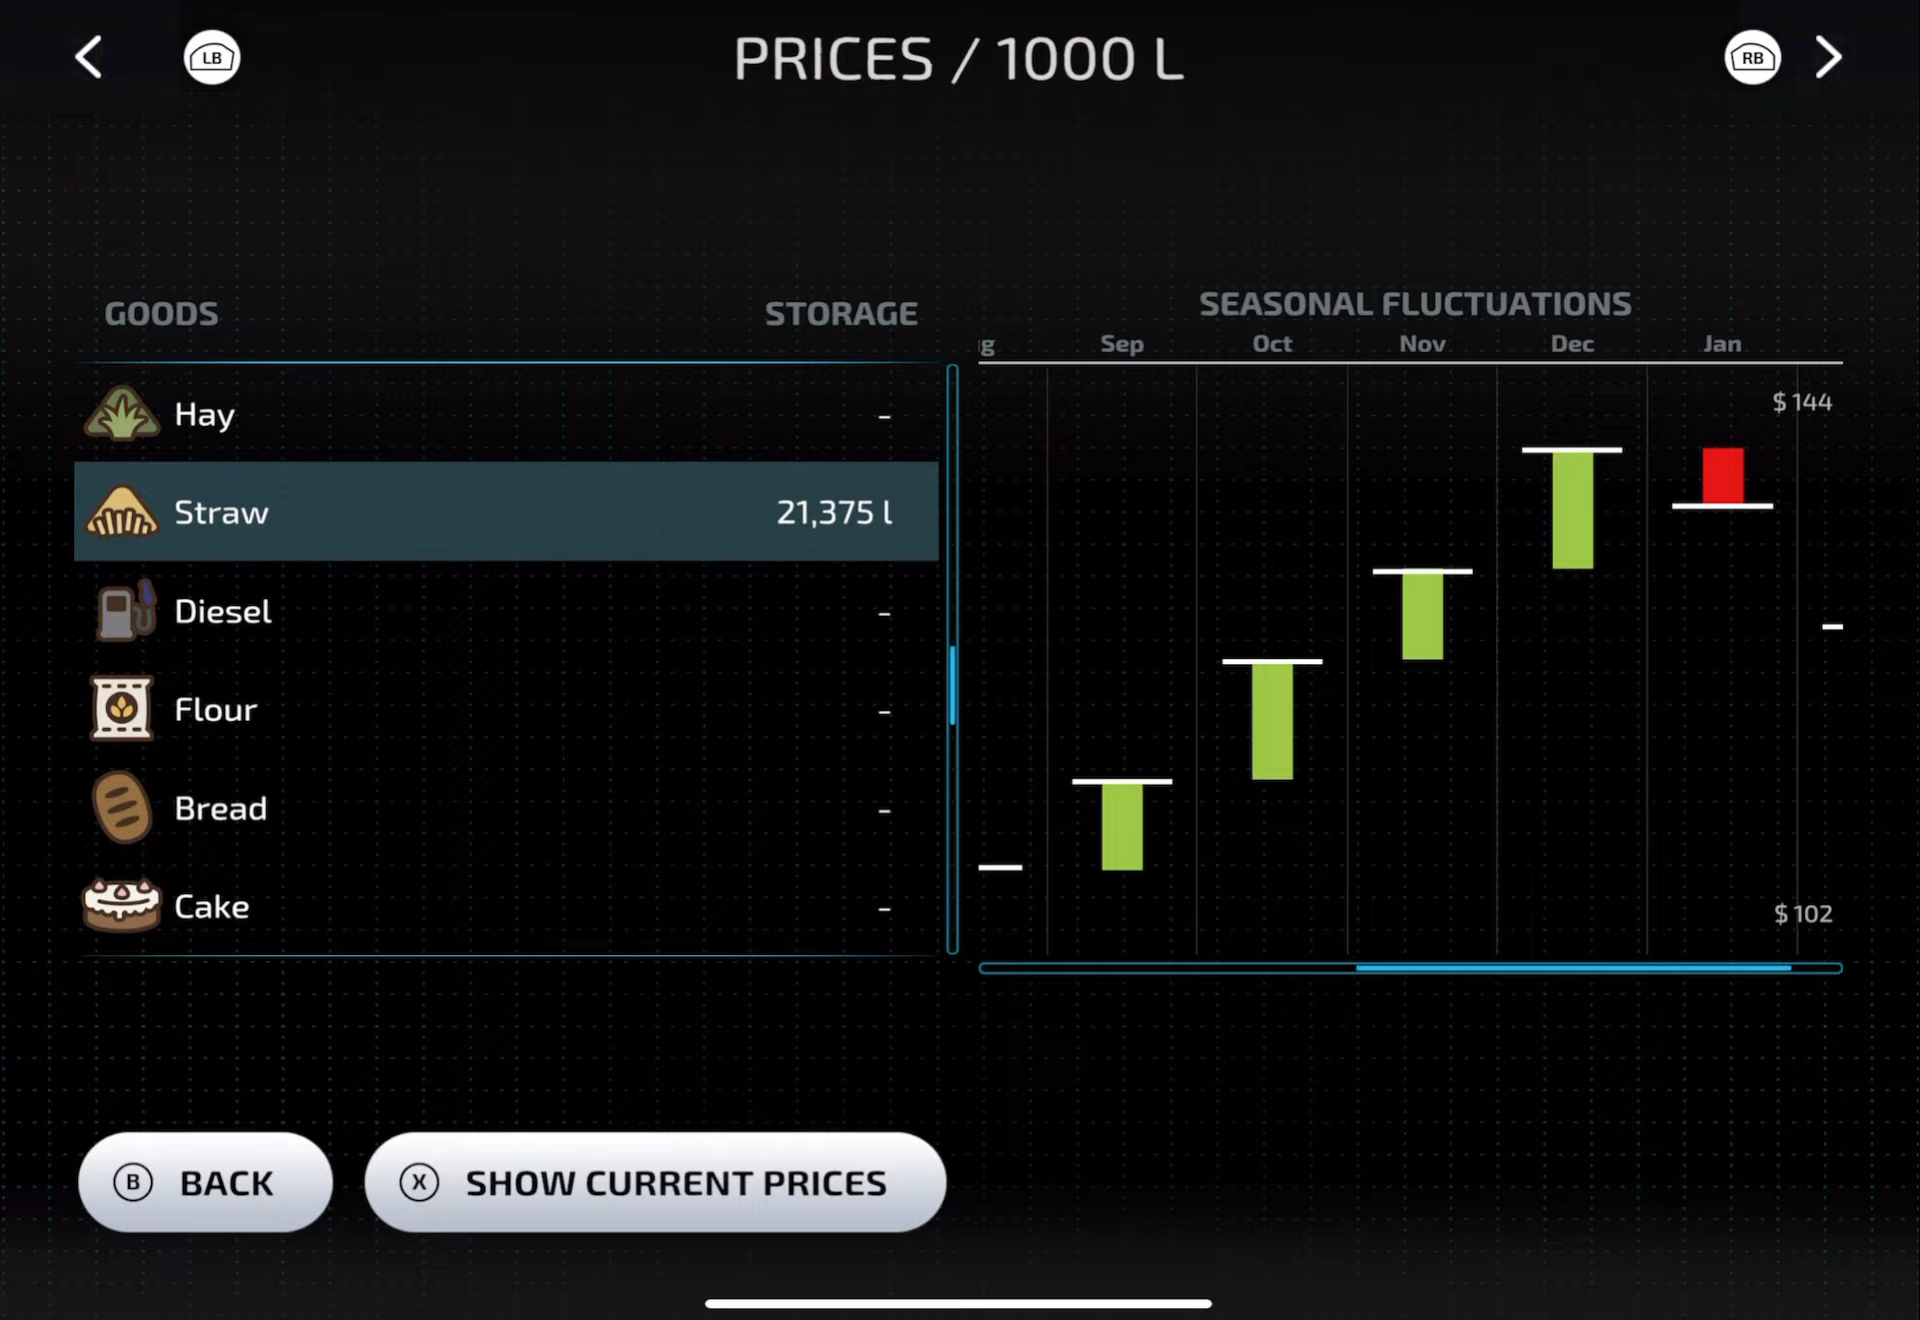 LB
PRICES / 1000 L
RB
GOODS
STORAGE
Hay
-
Straw
21,375 l
Diesel
-
Flour
-
Bread
-
Cake
-
SEASONAL FLUCTUATIONS
g Sep Oct Nov Dec Jan
$ 144
$ 102
B BACK
X SHOW CURRENT PRICES